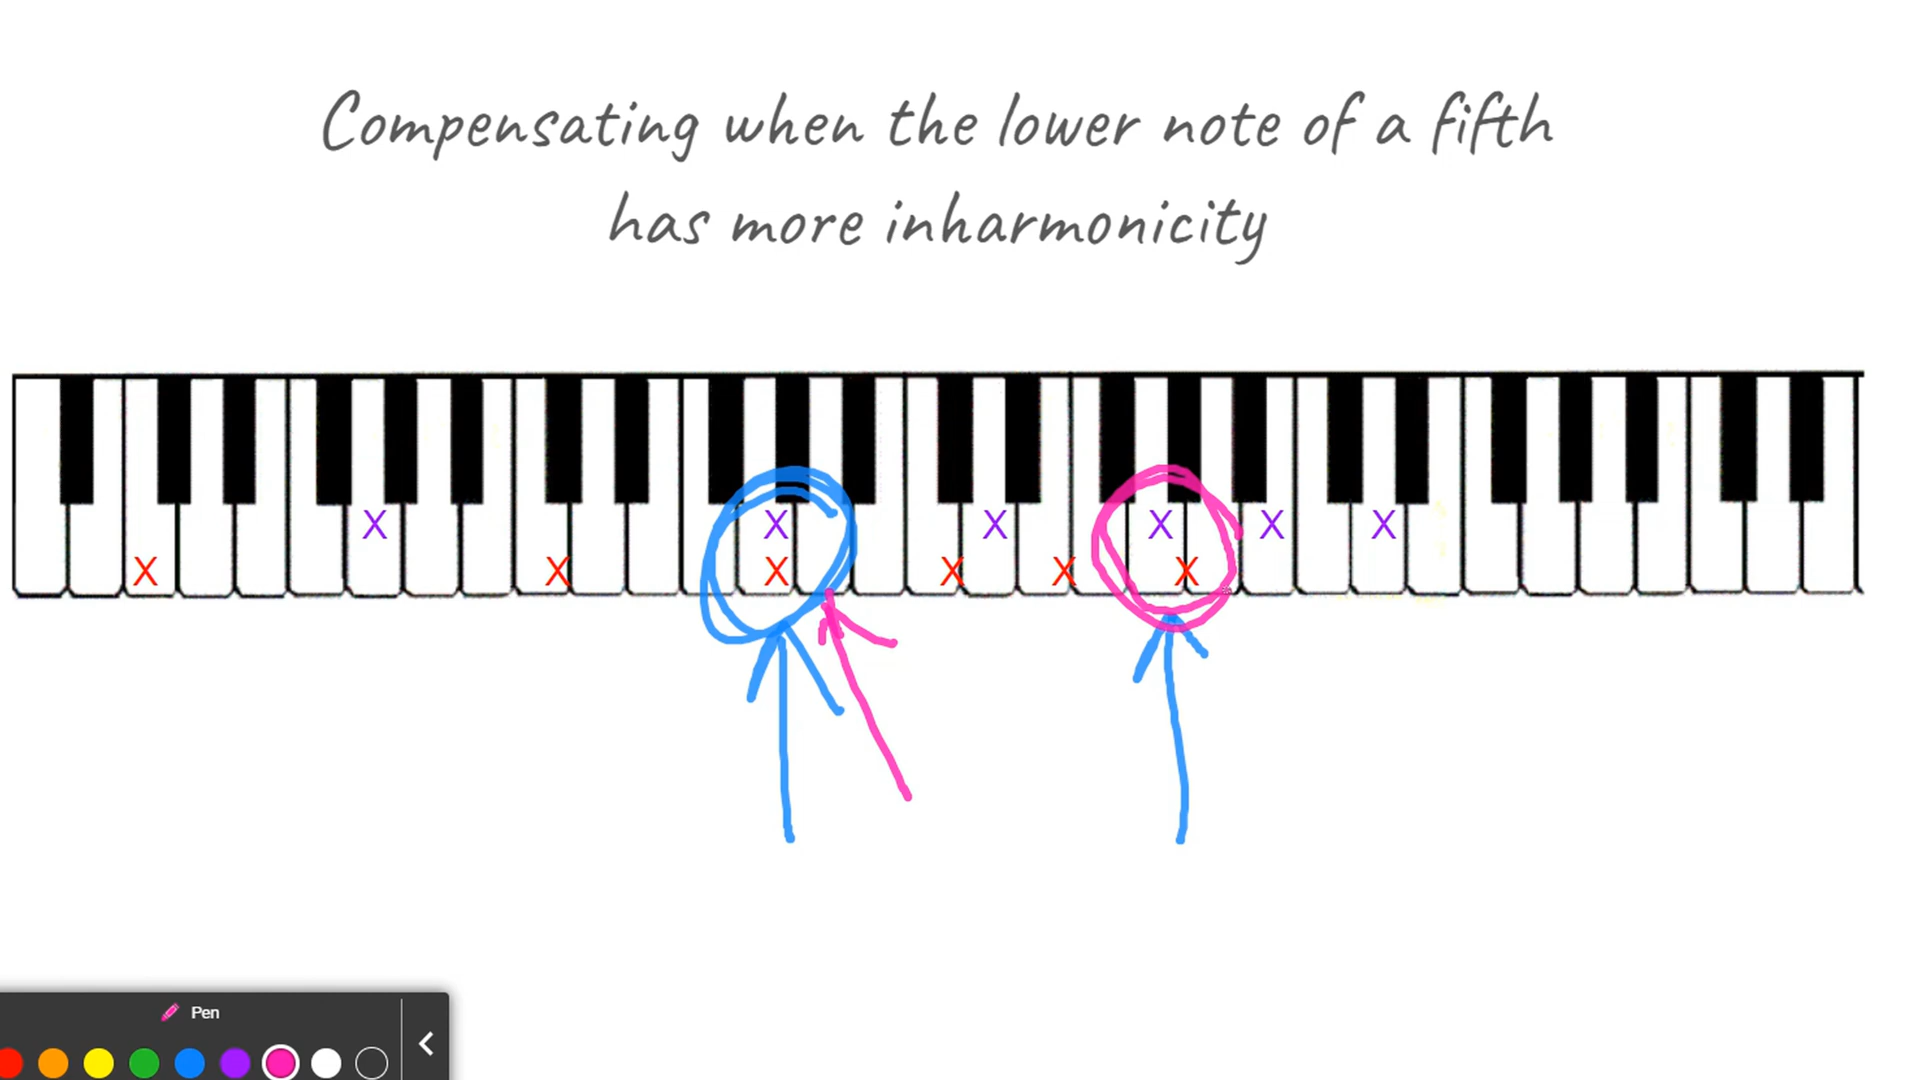 Compensating when the lower note of a fifth
has more inharmonicity
X X X X X X
X X X X X X
Pen